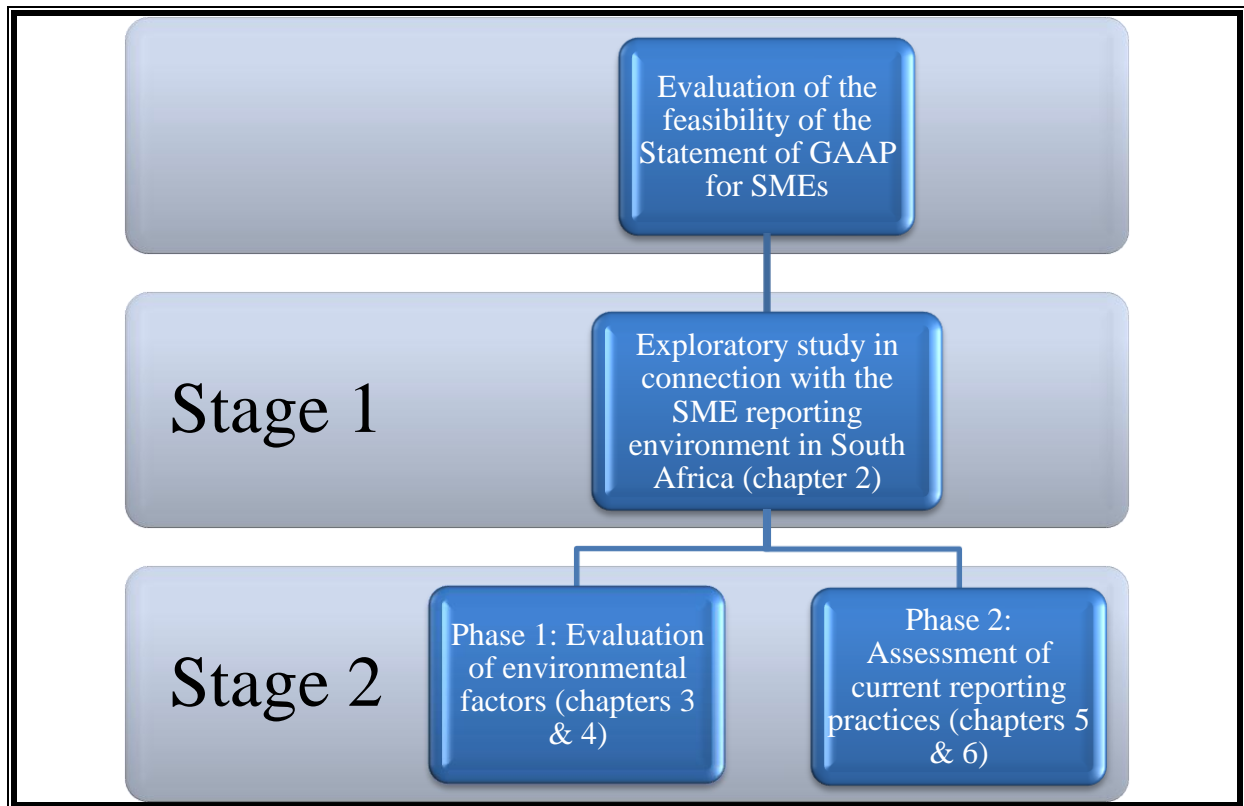 Evaluation of the
feasibility of the
Statement of GAAP
for SMEs
Stage 1
Exploratory study in
connection with the
SME reporting
environment in South
Africa (chapter 2)
Stage 2
Phase 1: Evaluation
of environmental
factors (chapters 3
& 4)
Phase 2:
Assessment of
current reporting
practices (chapters 5
& 6)